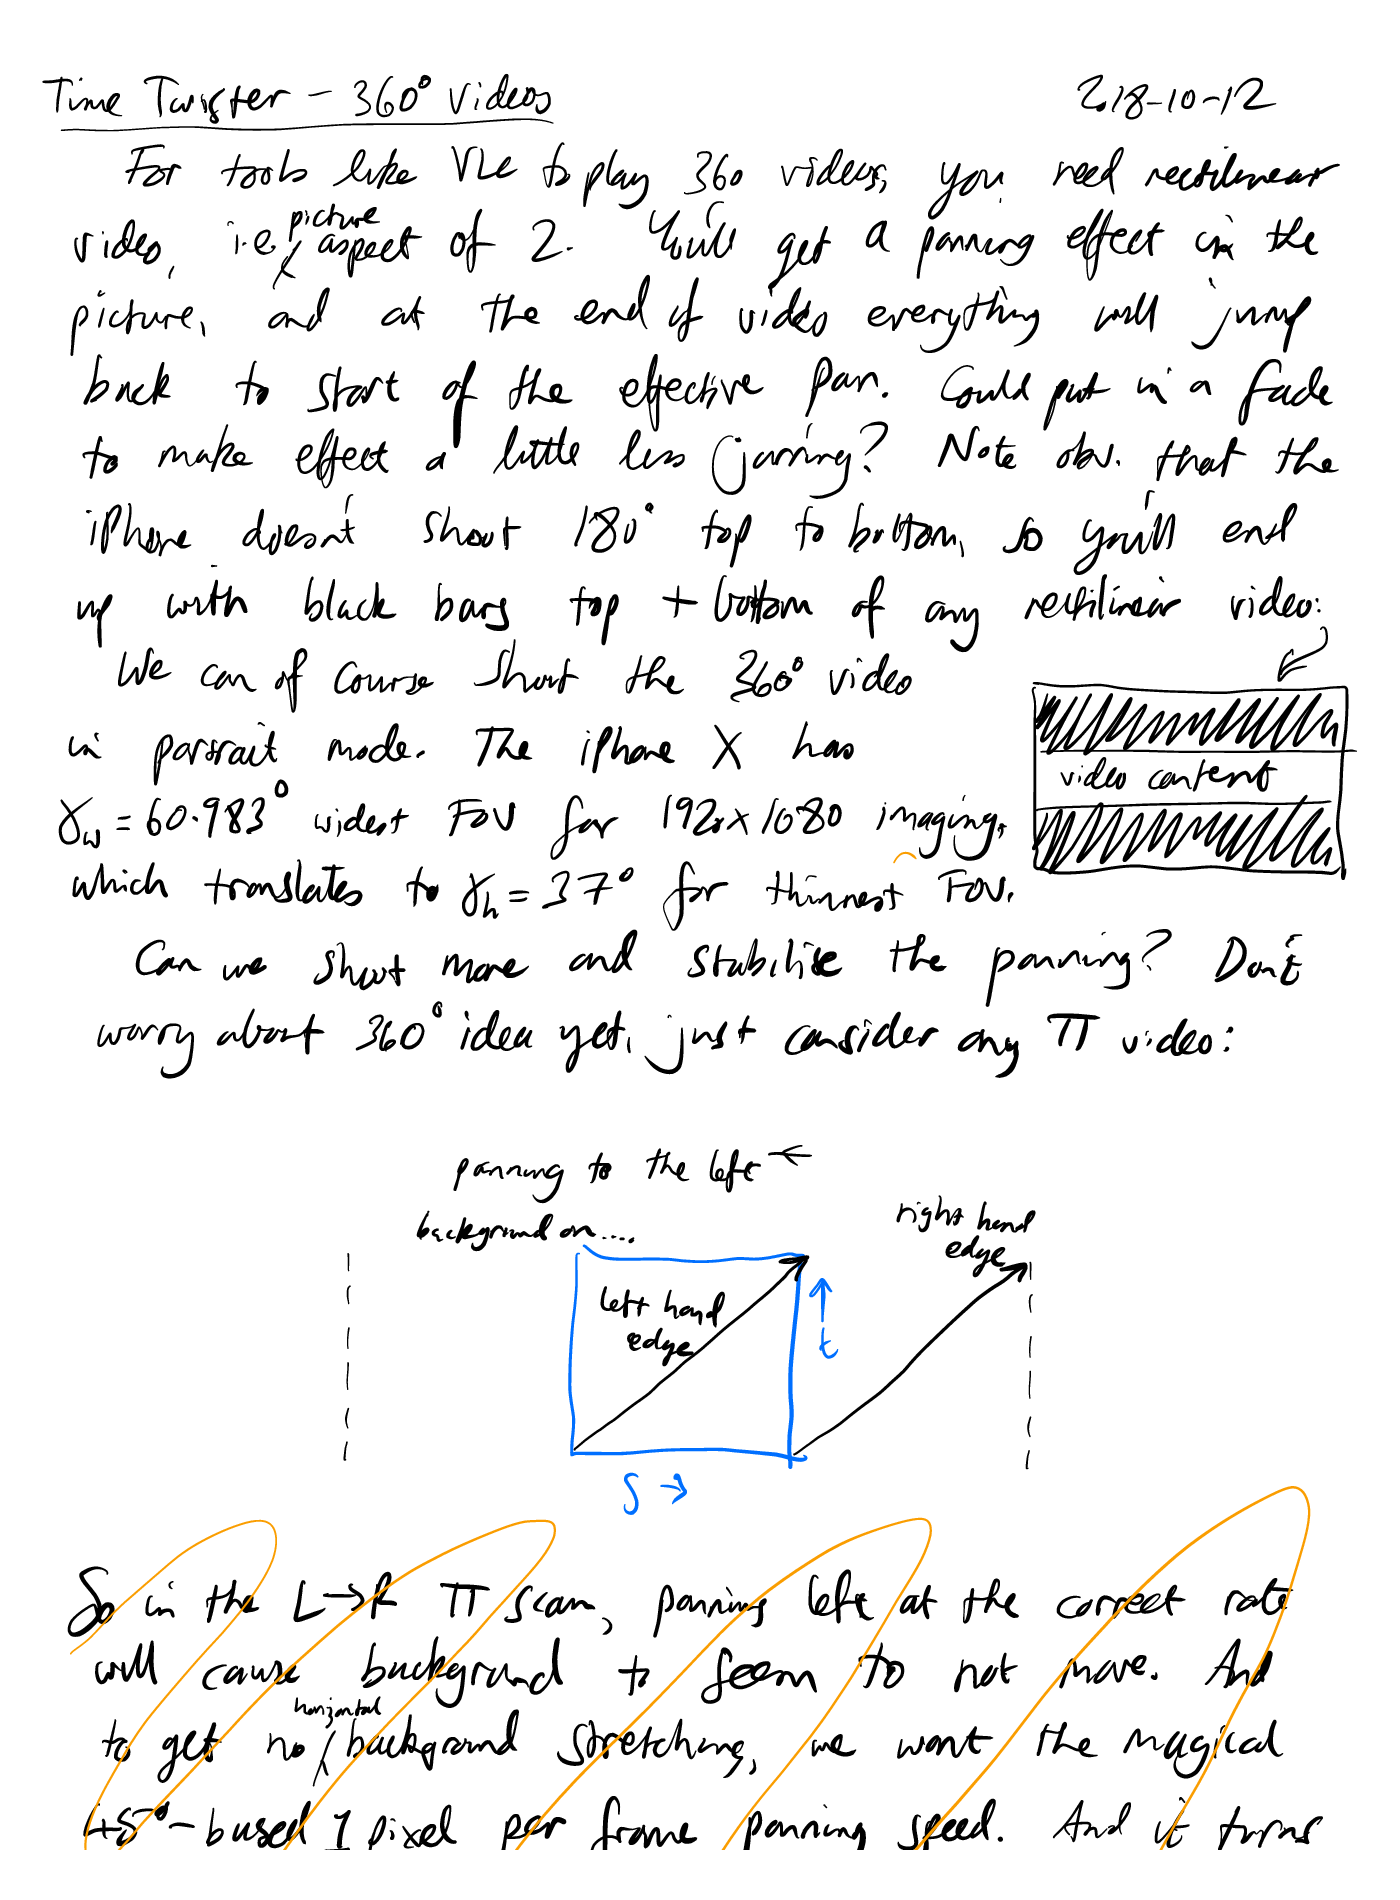 Time Twister - 360° Videos 2018-10-12
For tools like VLC to play 360 videos, you need rectilinear
video, i.e. picture aspect of 2. You'll get a panning effect in the
picture, and at the end of video everything will jump
back to start of the effective pan. Could put in a fade
to make effect a little less jarring? Note obv. that the
iPhone doesn't shoot 180° top to bottom, so you'll end
up with black bars top + bottom of any rectilinear video:
We can of course shoot the 360° video
in portrait mode. The iphone X has
video content
γw = 60.983° widest FoV for 1920x1080 imaging,
which translates to γh = 37° for thinnest FOV.
Can we shoot more and stabilise the panning? Don't
worry about 360° idea yet, just consider any TT video:
panning to the left ←
background on....
right hand
edge
left hand
edge
t
S →
So in the L→R TT scan, panning left at the correct rate
will cause background to seem to not move. And
to get no horizontal background stretching, we want the magical
45°-based 1 pixel per frame panning speed. And it turns